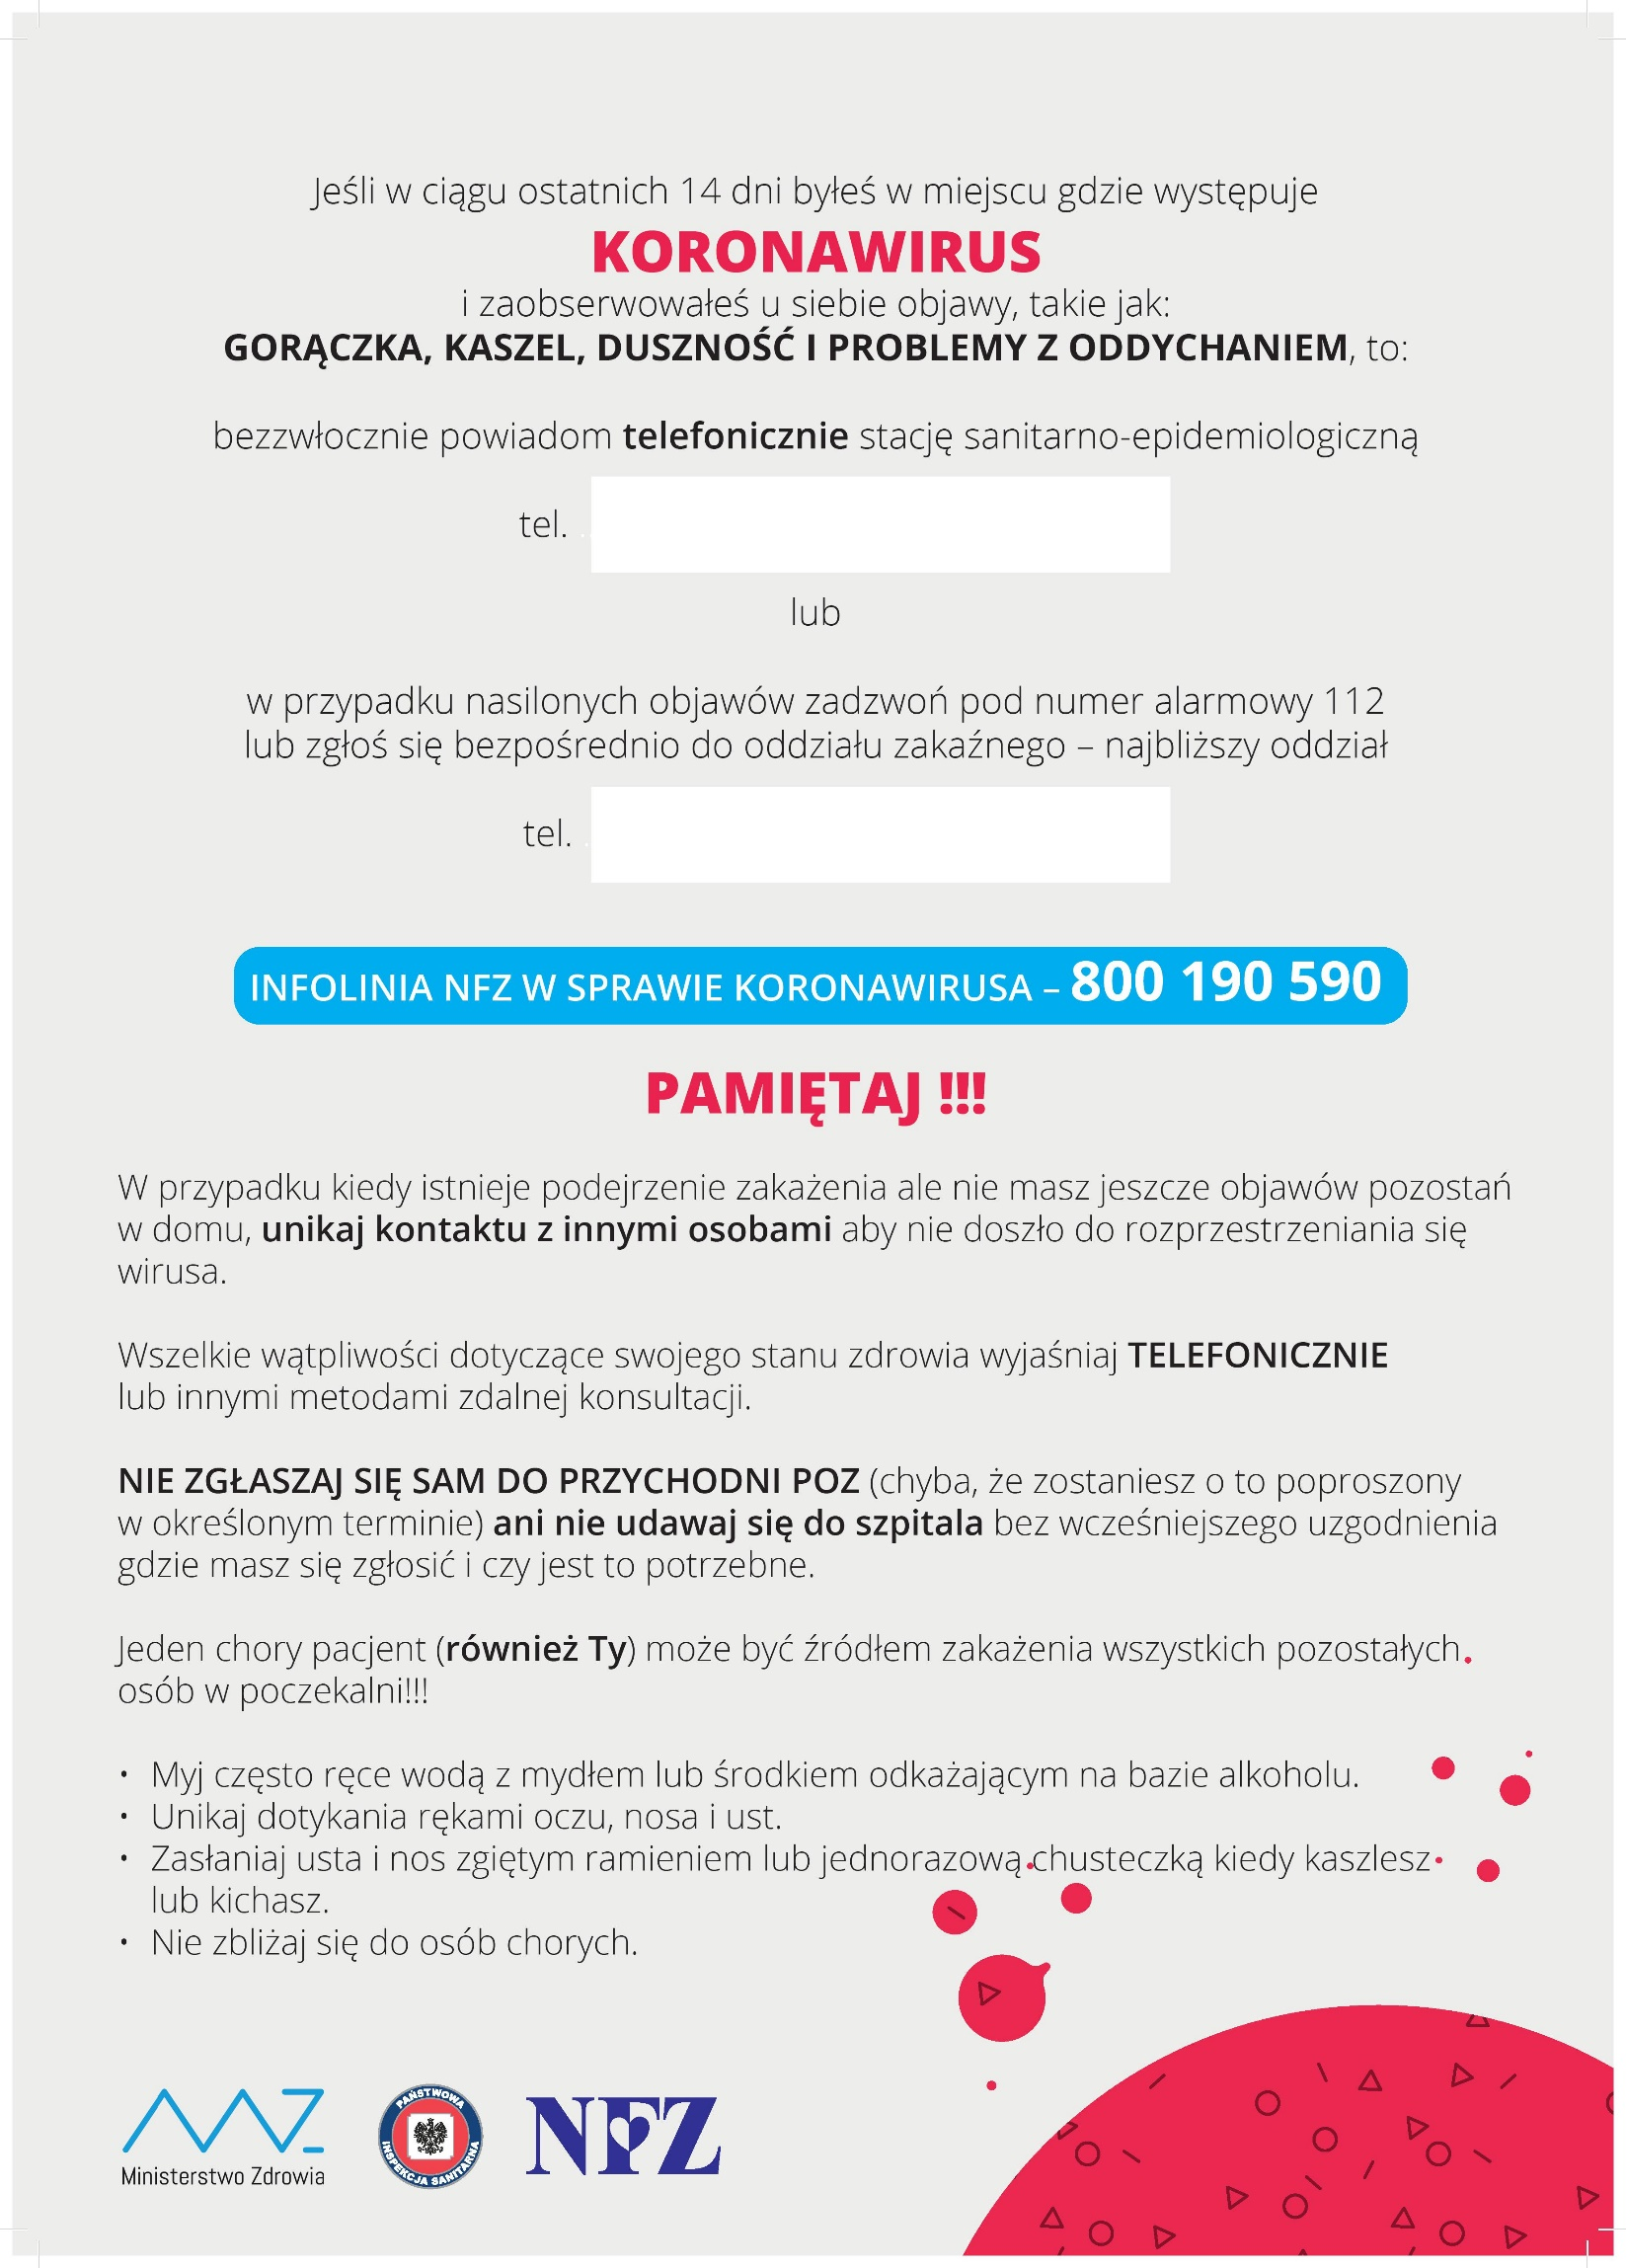 Jeśli w ciągu ostatnich 14 dni byłeś w miejscu gdzie występuje
KORONAWIRUS
i zaobserwowałeś u siebie objawy, takie jak:
GORĄCZKA, KASZEL, DUSZNOŚĆ I PROBLEMY Z ODDYCHANIEM, to:
bezzwłocznie powiadom telefonicznie stację sanitarno-epidemiologiczną
tel.
lub
w przypadku nasilonych objawów zadzwoń pod numer alarmowy 112
lub zgłoś się bezpośrednio do oddziału zakaźnego – najbliższy oddział
tel.
INFOLINIA NFZ W SPRAWIE KORONAWIRUSA – 800 190 590
PAMIĘTAJ !!!
W przypadku kiedy istnieje podejrzenie zakażenia ale nie masz jeszcze objawów pozostań
w domu, unikaj kontaktu z innymi osobami aby nie doszło do rozprzestrzeniania się
wirusa.
Wszelkie wątpliwości dotyczące swojego stanu zdrowia wyjaśniaj TELEFONICZNIE
lub innymi metodami zdalnej konsultacji.
NIE ZGŁASZAJ SIĘ SAM DO PRZYCHODNI POZ (chyba, że zostaniesz o to poproszony
w określonym terminie) ani nie udawaj się do szpitala bez wcześniejszego uzgodnienia
gdzie masz się zgłosić i czy jest to potrzebne.
Jeden chory pacjent (również Ty) może być źródłem zakażenia wszystkich pozostałych
osób w poczekalni!!!
• Myj często ręce wodą z mydłem lub środkiem odkażającym na bazie alkoholu.
• Unikaj dotykania rękami oczu, nosa i ust.
• Zasłaniaj usta i nos zgiętym ramieniem lub jednorazową chusteczką kiedy kaszlesz
lub kichasz.
• Nie zbliżaj się do osób chorych.
MZ
Ministerstwo Zdrowia
PAŃSTWOWA
INSPEKCJA SANITARNA
NFZ